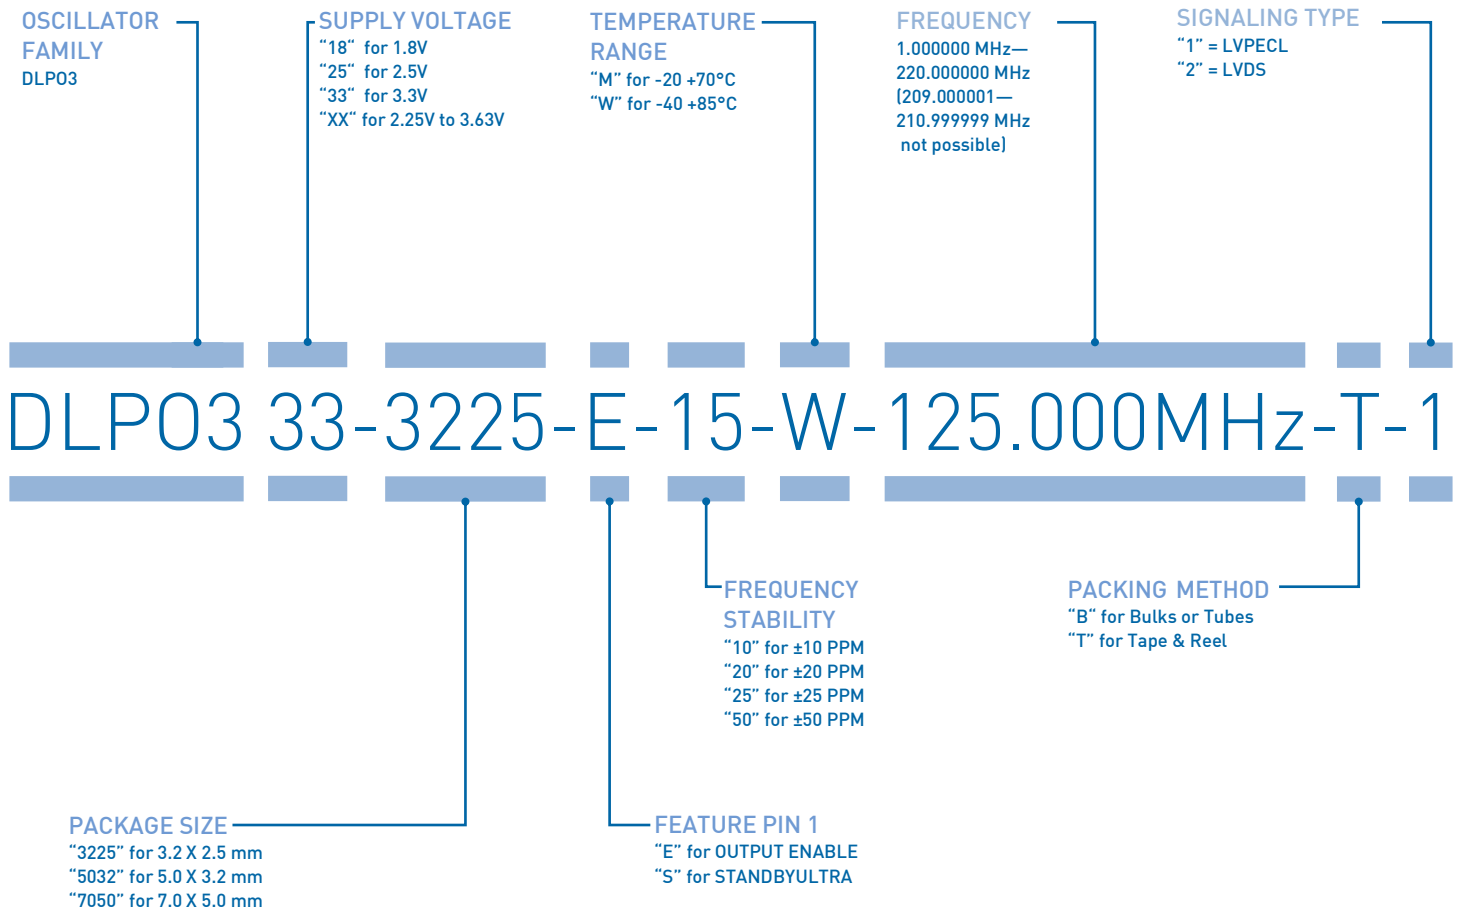 OSCILLATOR
FAMILY
DLPO3
SUPPLY VOLTAGE
“18“ for 1.8V
“25“ for 2.5V
“33“ for 3.3V
“XX“ for 2.25V to 3.63V
TEMPERATURE
RANGE
“M” for -20 +70°C
“W” for -40 +85°C
FREQUENCY
1.000000 MHz—
220.000000 MHz
(209.000001—
210.999999 MHz
not possible)
SIGNALING TYPE
“1” = LVPECL
“2” = LVDS
DLPO3 33-3225-E-15-W-125.000MHz-T-1
FREQUENCY
STABILITY
“10” for ±10 PPM
“20” for ±20 PPM
“25” for ±25 PPM
“50” for ±50 PPM
PACKING METHOD
“B“ for Bulks or Tubes
“T” for Tape & Reel
PACKAGE SIZE
“3225” for 3.2 X 2.5 mm
“5032” for 5.0 X 3.2 mm
“7050” for 7.0 X 5.0 mm
FEATURE PIN 1
“E” for OUTPUT ENABLE
“S” for STANDBYULTRA